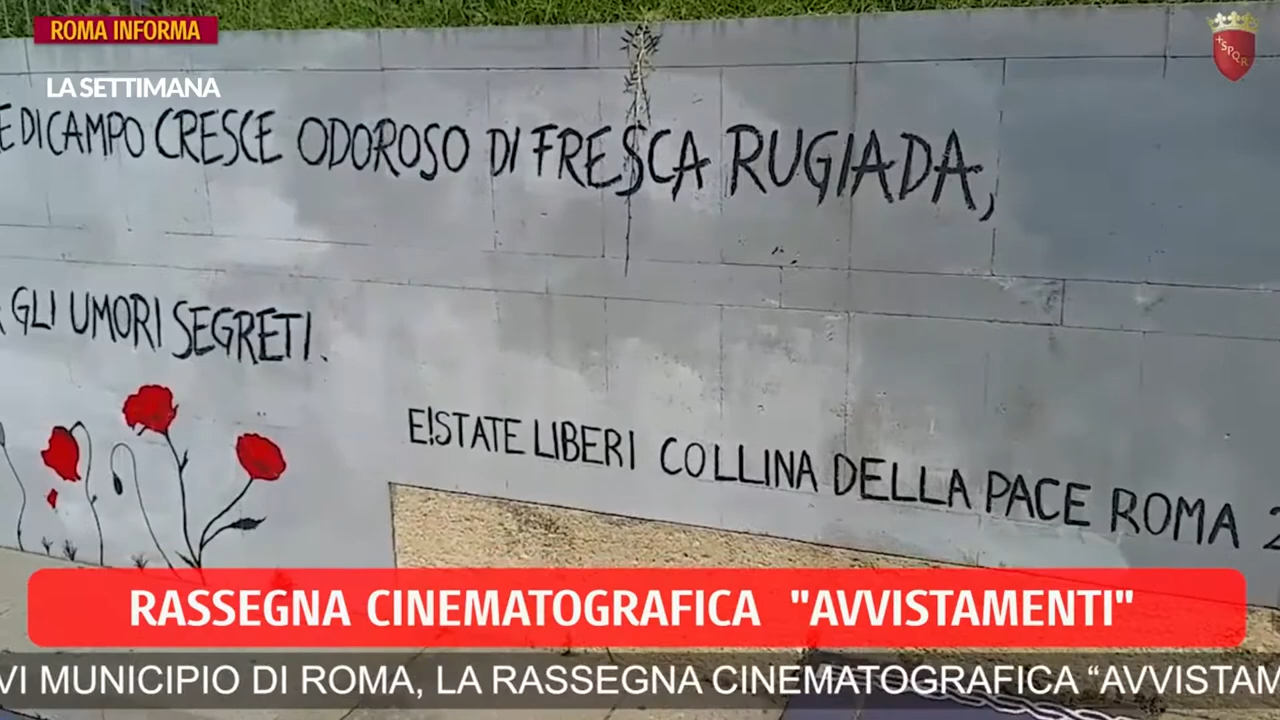 ROMA INFORMA
SPQR
LA SETTIMANA
DI CAMPO CRESCE ODOROSO DI FRESCA RUGIADA,
GLI UMORI SEGRETI.
E!STATE LIBERI COLLINA DELLA PACE ROMA
RASSEGNA CINEMATOGRAFICA "AVVISTAMENTI"
VI MUNICIPIO DI ROMA, LA RASSEGNA CINEMATOGRAFICA “AVVISTAM